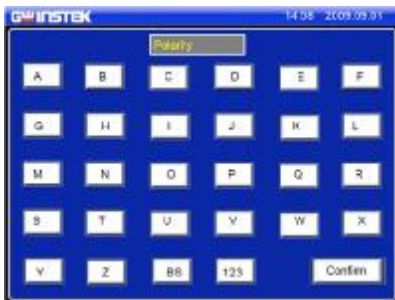 GW INSTEK 14:08 2009.09.01
Polarity
A B C D E F
G H I J K L
M N O P Q R
S T U V W X
Y Z BS 123 Confirm